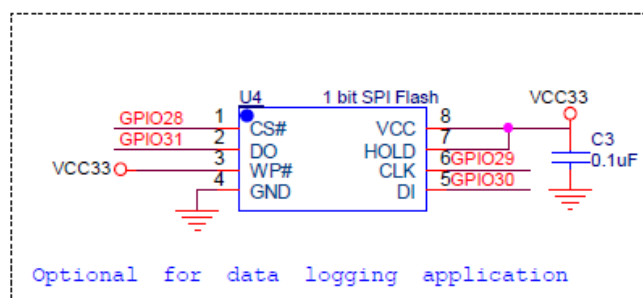 U4 1 bit SPI Flash VCC33
GPIO28 1 CS# VCC 8
GPIO31 2 DO HOLD 7 C3
VCC33 3 WP# CLK 6 GPIO29 0.1uF
4 GND DI 5 GPIO30
Optional for data logging application